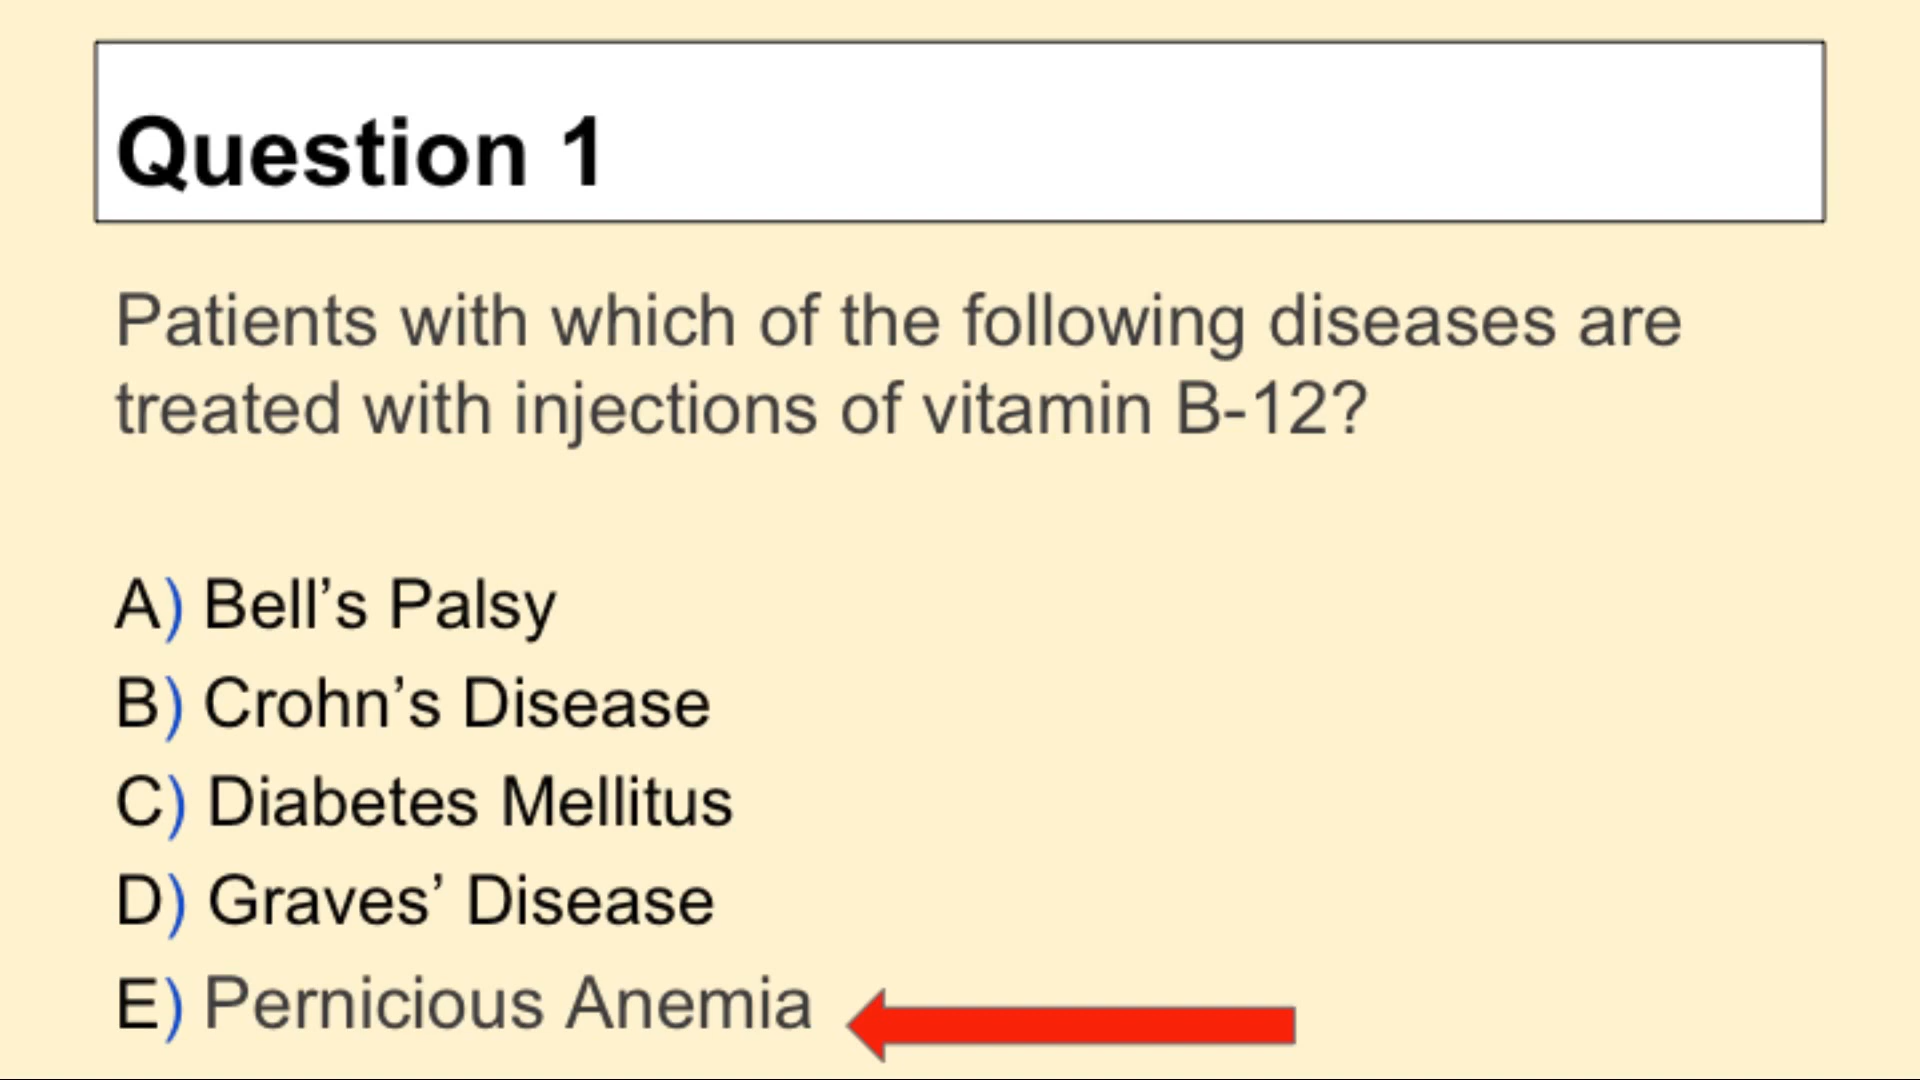 Question 1
Patients with which of the following diseases are
treated with injections of vitamin B-12?
A) Bell’s Palsy
B) Crohn’s Disease
C) Diabetes Mellitus
D) Graves’ Disease
E) Pernicious Anemia